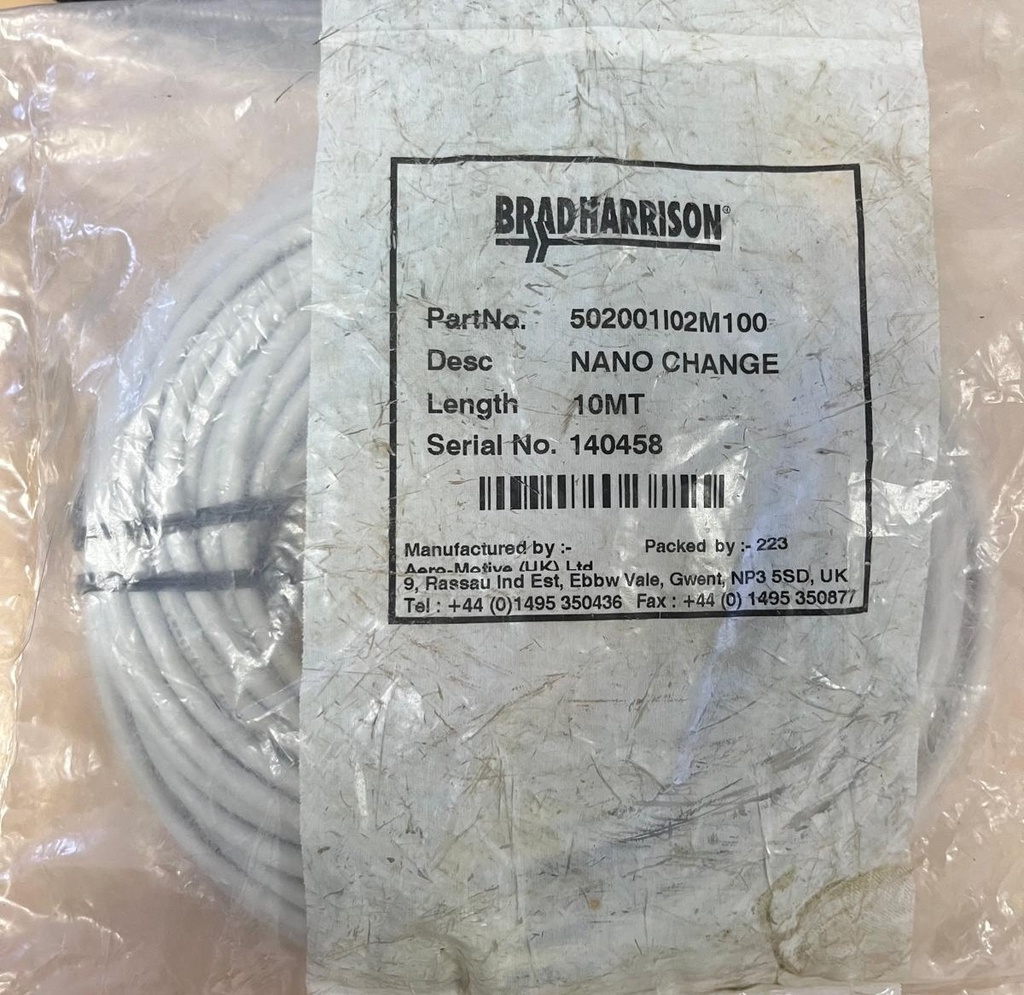 BRADHARRISON®
PartNo. 502001I02M100
Desc NANO CHANGE
Length 10MT
Serial No. 140458
Manufactured by :- Packed by :- 223
Aero-Motive (UK) Ltd
9, Rassau Ind Est, Ebbw Vale, Gwent, NP3 5SD, UK
Tel : +44 (0)1495 350436 Fax : +44 (0) 1495 350877